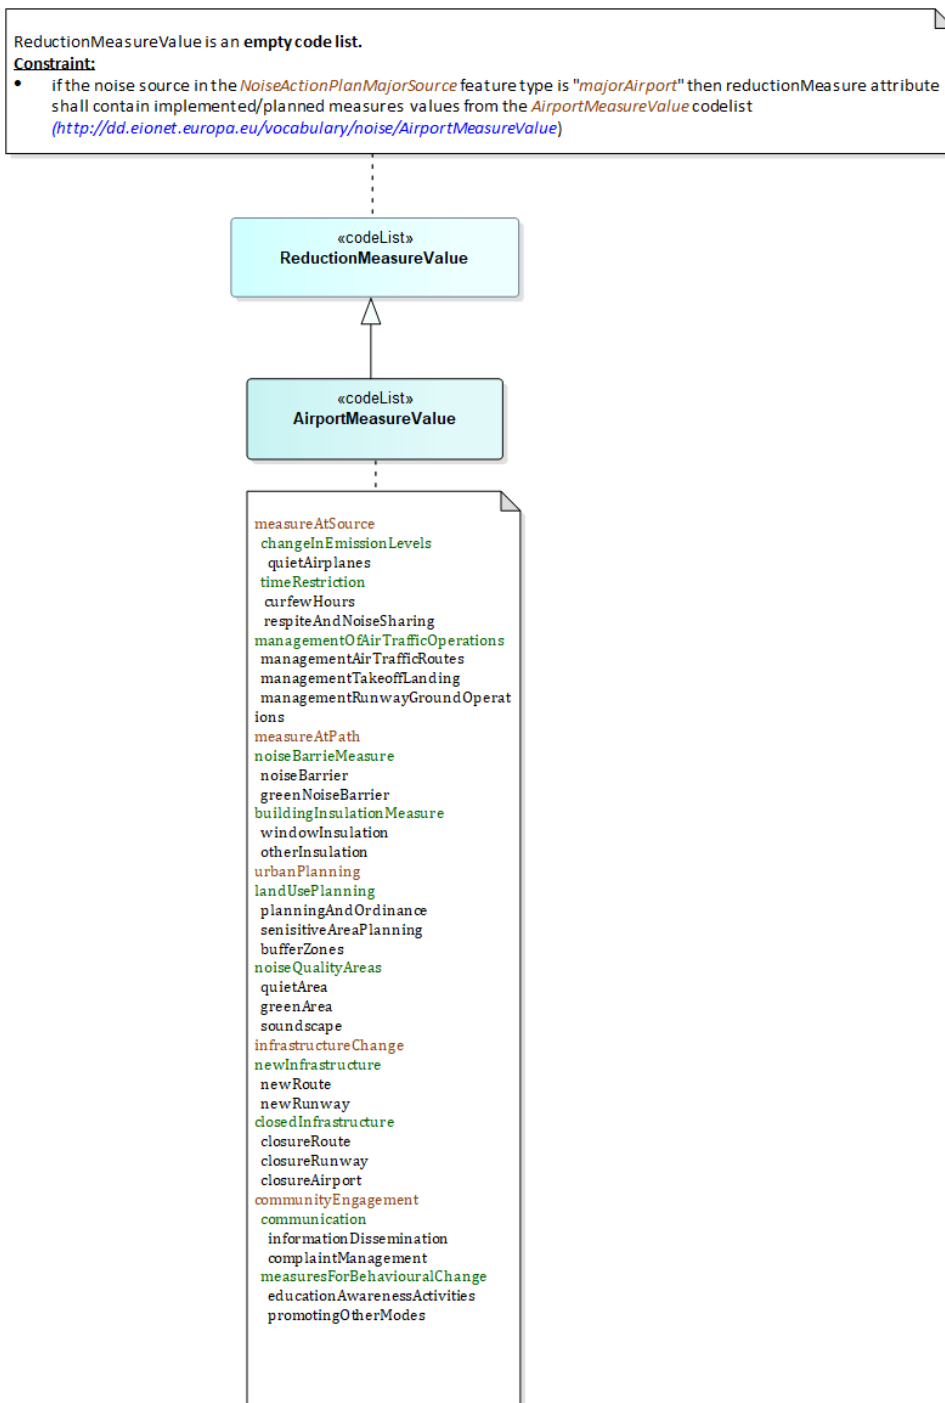 ReductionMeasureValue is an empty code list.
Constraint:
• if the noise source in the NoiseActionPlanMajorSource feature type is "majorAirport" then reductionMeasure attribute
shall contain implemented/planned measures values from the AirportMeasureValue codelist
(http://dd.eionet.europa.eu/vocabulary/noise/AirportMeasureValue)
«codeList»
ReductionMeasureValue
«codeList»
AirportMeasureValue
measureAtSource
changeInEmissionLevels
quietAirplanes
timeRestriction
curfewHours
respiteAndNoiseSharing
managementOfAirTrafficOperations
managementAirTrafficRoutes
managementTakeoffLanding
managementRunwayGroundOperat
ions
measureAtPath
noiseBarrieMeasure
noiseBarrier
greenNoiseBarrier
buildingInsulationMeasure
windowInsulation
otherInsulation
urbanPlanning
landUsePlanning
planningAndOrdinance
senisitiveAreaPlanning
bufferZones
noiseQualityAreas
quietArea
greenArea
soundscape
infrastructureChange
newInfrastructure
newRoute
newRunway
closedInfrastructure
closureRoute
closureRunway
closureAirport
communityEngagement
communication
informationDissemination
complaintManagement
measuresForBehaviouralChange
educationAwarenessActivities
promotingOtherModes